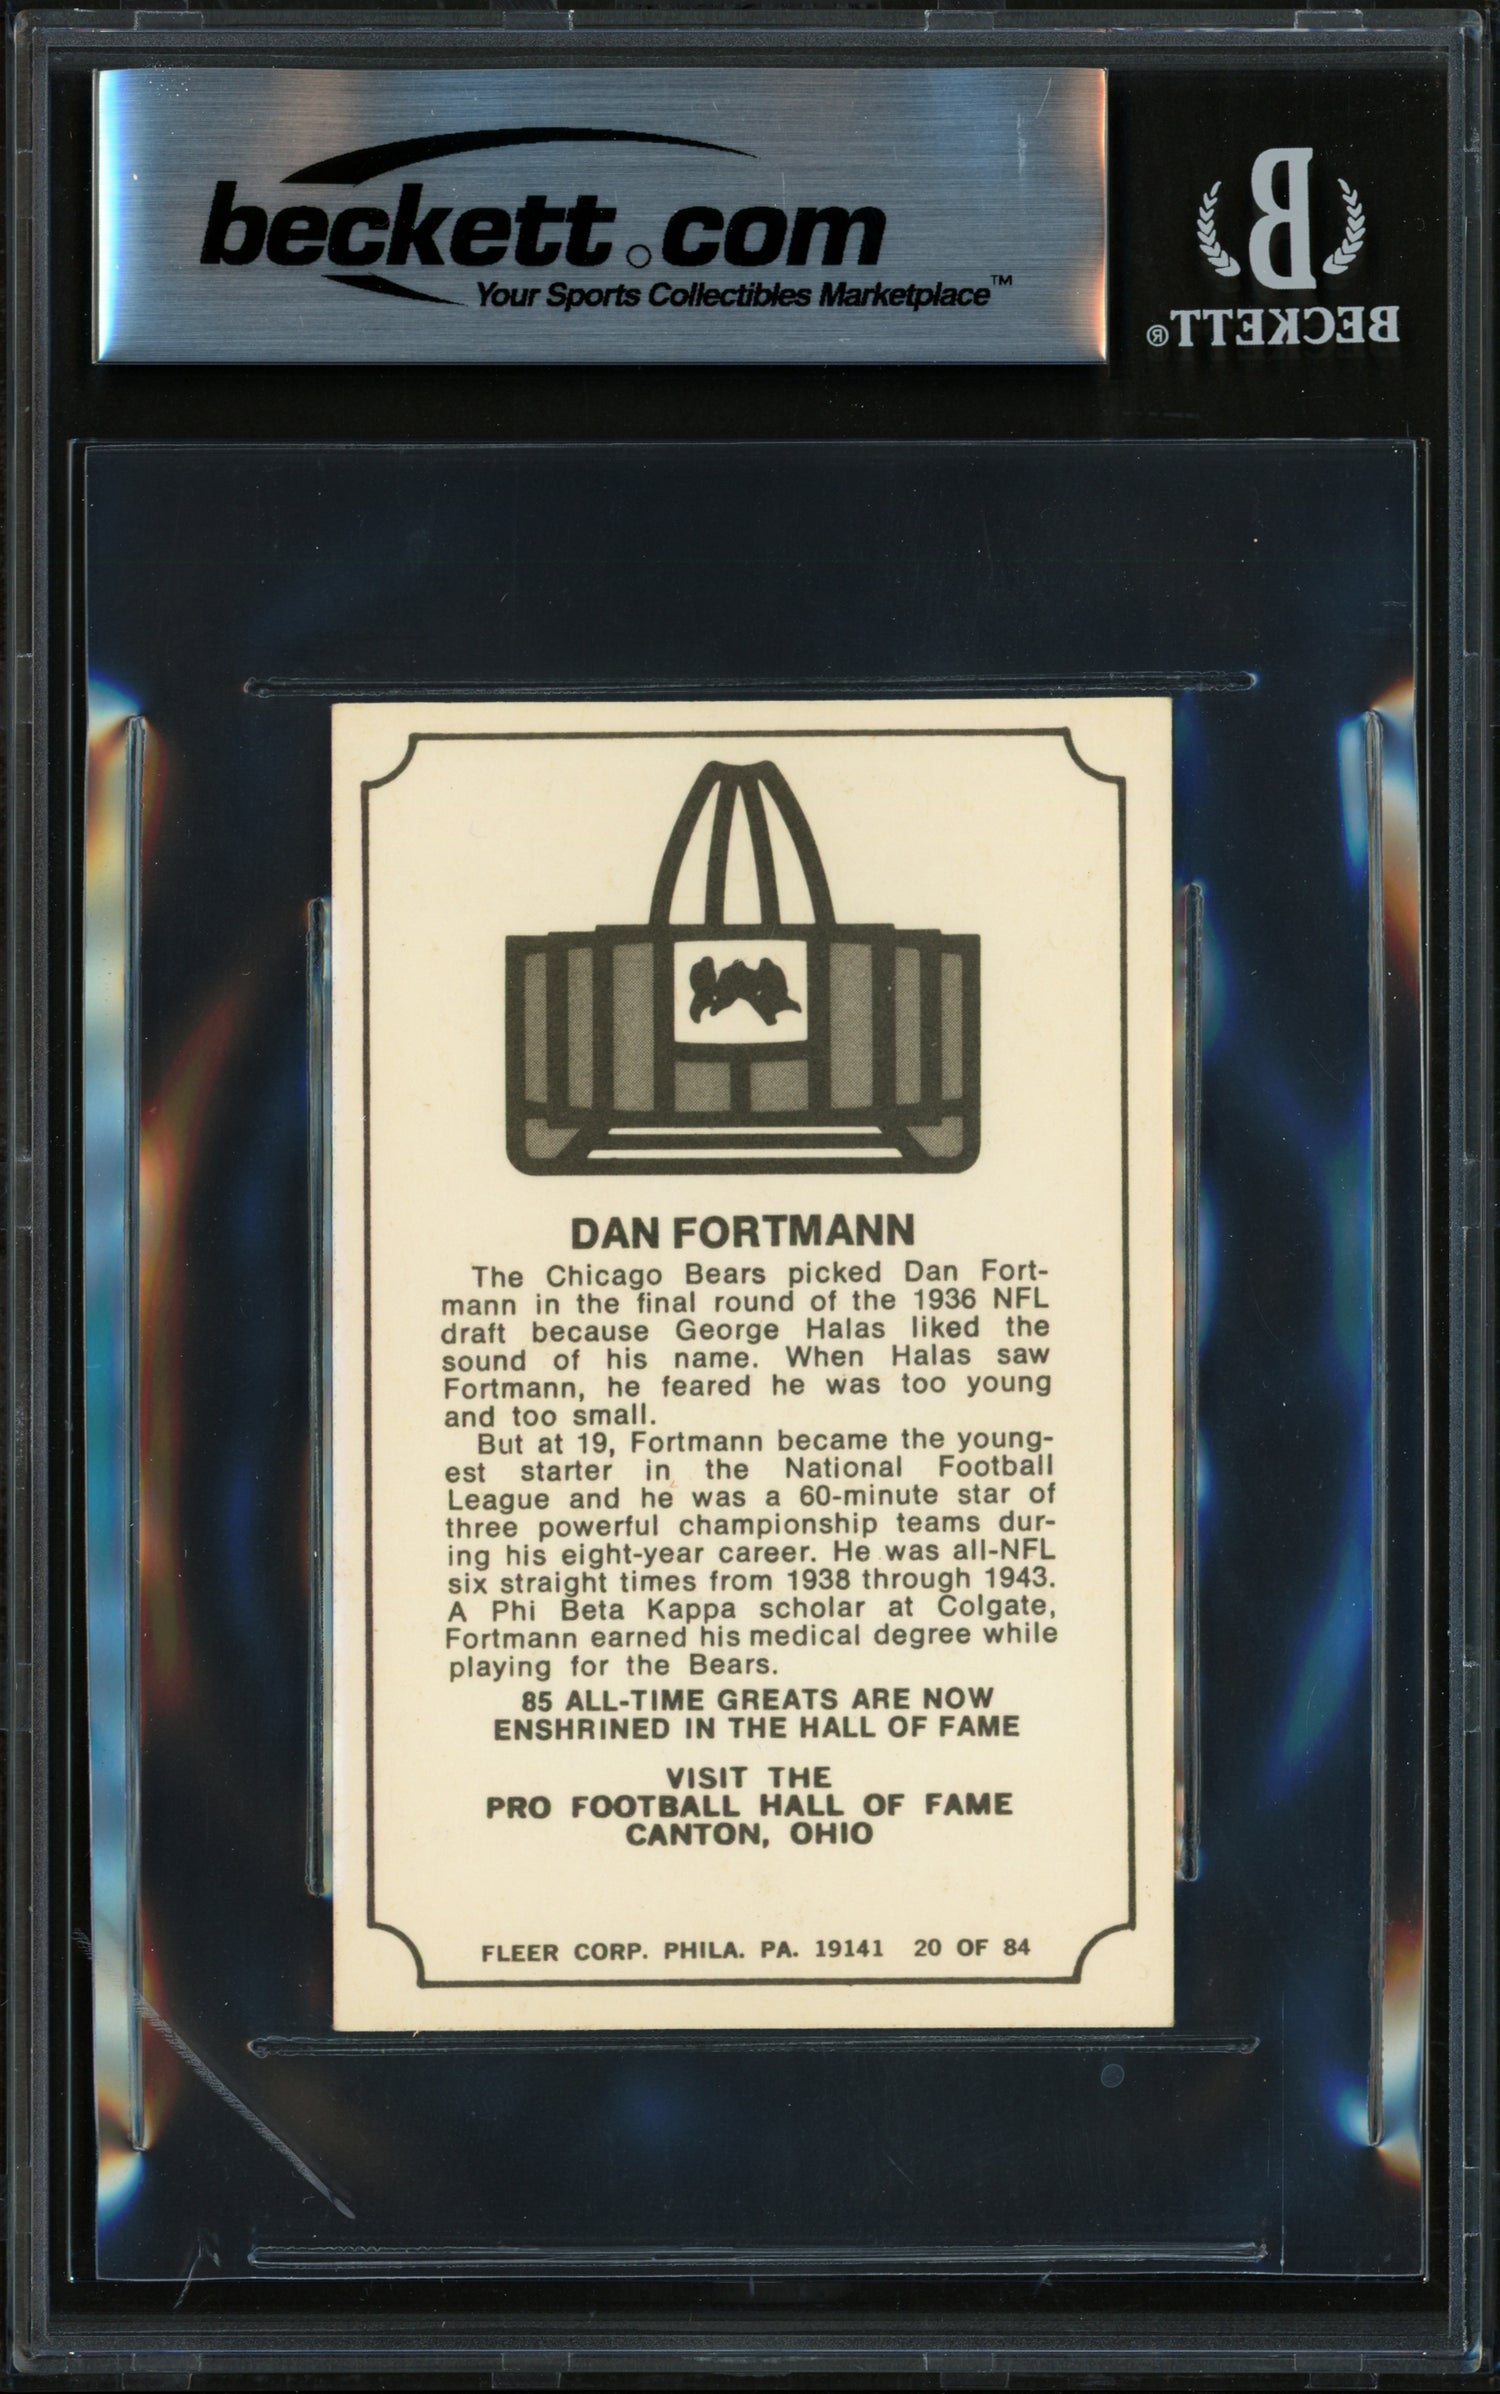 beckett.com
Your Sports Collectibles Marketplace™
B
BECKETT®
DAN FORTMANN
The Chicago Bears picked Dan Fort-
mann in the final round of the 1936 NFL
draft because George Halas liked the
sound of his name. When Halas saw
Fortmann, he feared he was too young
and too small.
But at 19, Fortmann became the young-
est starter in the National Football
League and he was a 60-minute star of
three powerful championship teams dur-
ing his eight-year career. He was all-NFL
six straight times from 1938 through 1943.
A Phi Beta Kappa scholar at Colgate,
Fortmann earned his medical degree while
playing for the Bears.
85 ALL-TIME GREATS ARE NOW
ENSHRINED IN THE HALL OF FAME
VISIT THE
PRO FOOTBALL HALL OF FAME
CANTON, OHIO
FLEER CORP. PHILA. PA. 19141 20 OF 84